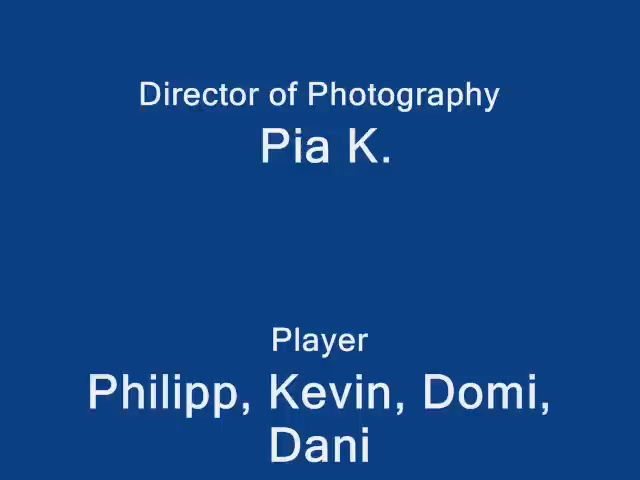 Director of Photography
Pia K.
Player
Philipp, Kevin, Domi,
Dani